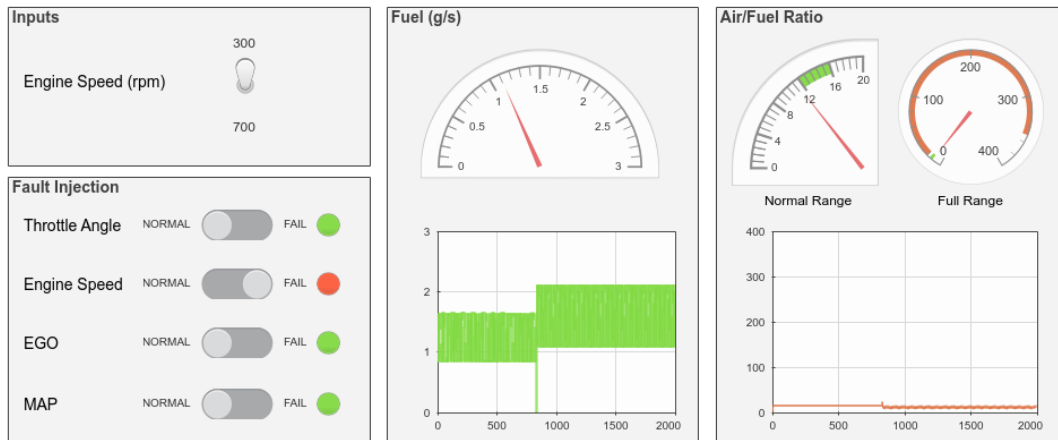 Inputs
300
Engine Speed (rpm)
700
Fault Injection
Throttle Angle NORMAL FAIL
Engine Speed NORMAL FAIL
EGO NORMAL FAIL
MAP NORMAL FAIL
Fuel (g/s)
0 0.5 1 1.5 2 2.5 3
3
2
1
0
0 500 1000 1500 2000
Air/Fuel Ratio
0 4 8 12 16 20
Normal Range
0 100 200 300 400
Full Range
400
300
200
100
0
0 500 1000 1500 2000